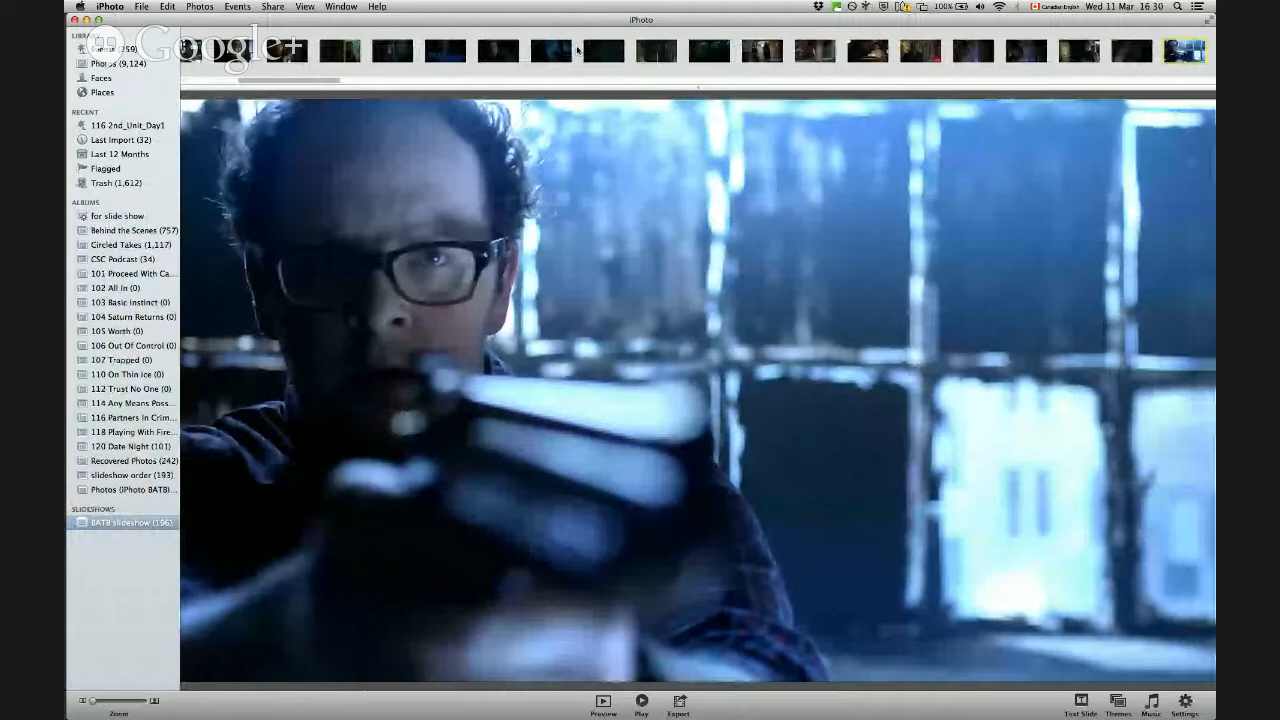 iPhoto File Edit Photos Events Share View Window Help
100% Canadian English Wed 11 Mar 16 30
iPhoto
Google+
LIBRARY
Events (259)
Photos (9,124)
Faces
Places
RECENT
116 2nd_Unit_Day1
Last Import (32)
Last 12 Months
Flagged
Trash (1,612)
ALBUMS
for slide show
Behind the Scenes (757)
Circled Takes (1,117)
CSC Podcast (34)
101 Proceed With Ca...
102 All In (0)
103 Basic Instinct (0)
104 Saturn Returns (0)
105 Worth (0)
106 Out Of Control (0)
107 Trapped (0)
110 On Thin Ice (0)
112 Trust No One (0)
114 Any Means Poss...
116 Partners In Crim...
118 Playing With Fire...
120 Date Night (101)
Recovered Photos (242)
slideshow order (193)
Photos (iPhoto BATB)...
SLIDESHOWS
BATB slideshow (196)
Zoom
Preview Play Export
Text Slide Themes Music Settings